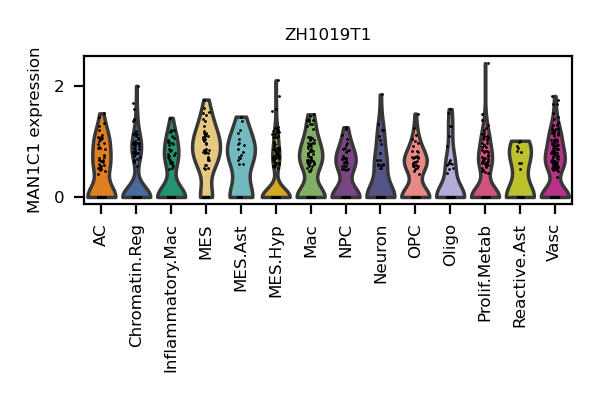 ZH1019T1
MAN1C1 expression
2
0
AC
Chromatin.Reg
Inflammatory.Mac
MES
MES.Ast
MES.Hyp
Mac
NPC
Neuron
OPC
Oligo
Prolif.Metab
Reactive.Ast
Vasc